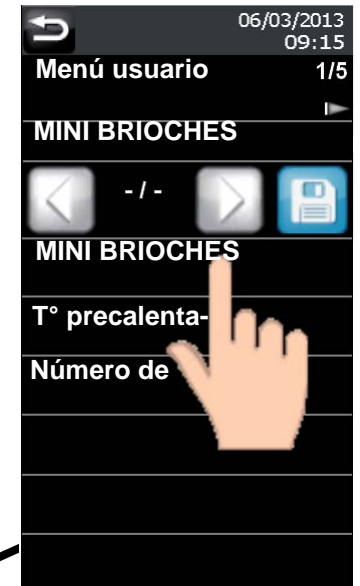 06/03/2013
09:15
Menú usuario 1/5
MINI BRIOCHES
- / -
MINI BRIOCHES
T° precalenta-
Número de